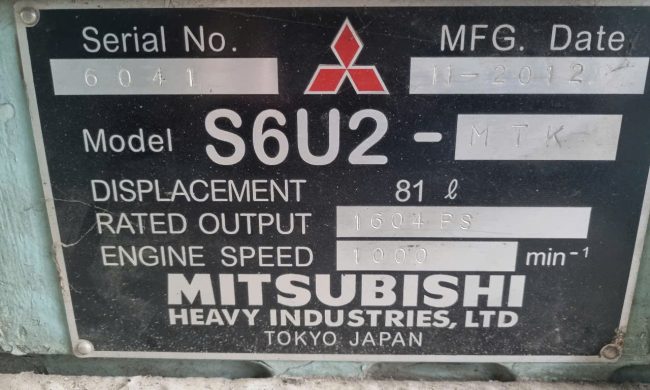 Serial No. MFG. Date
6041 11-2012
Model S6U2-MTK
DISPLACEMENT 81 ℓ
RATED OUTPUT 1604 PS
ENGINE SPEED 1000 min⁻¹
MITSUBISHI
HEAVY INDUSTRIES, LTD
TOKYO JAPAN